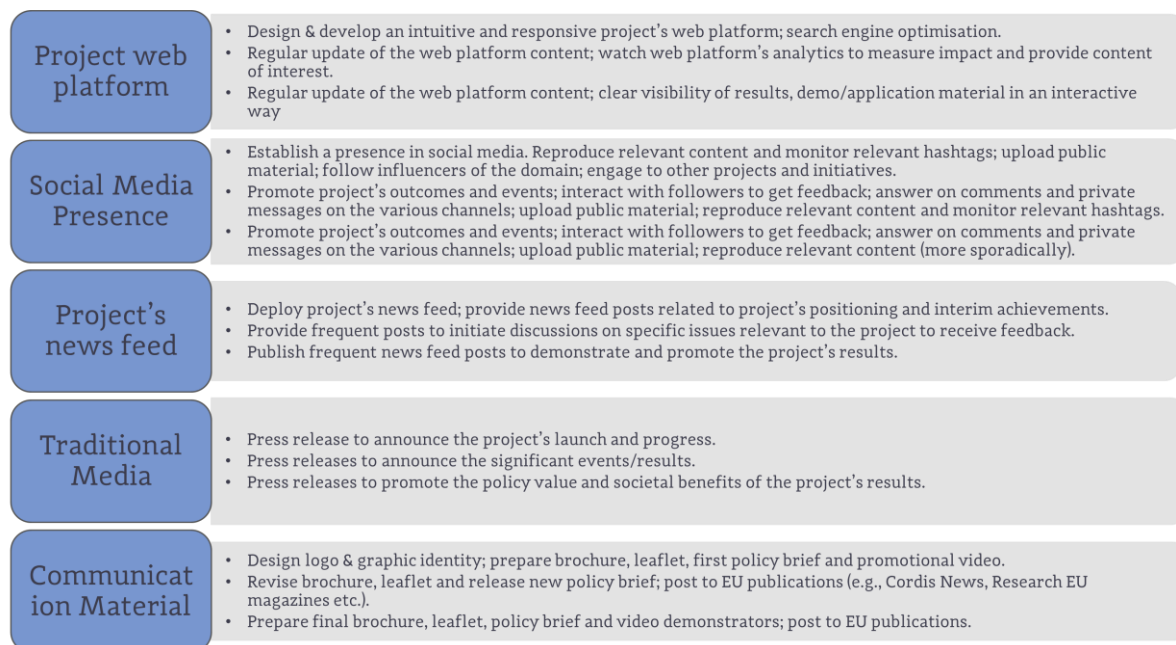 Project web
platform
• Design & develop an intuitive and responsive project's web platform; search engine optimisation.
• Regular update of the web platform content; watch web platform's analytics to measure impact and provide content
of interest.
• Regular update of the web platform content; clear visibility of results, demo/application material in an interactive
way
Social Media
Presence
• Establish a presence in social media. Reproduce relevant content and monitor relevant hashtags; upload public
material; follow influencers of the domain; engage to other projects and initiatives.
• Promote project's outcomes and events; interact with followers to get feedback; answer on comments and private
messages on the various channels; upload public material; reproduce relevant content and monitor relevant hashtags.
• Promote project's outcomes and events; interact with followers to get feedback; answer on comments and private
messages on the various channels; upload public material; reproduce relevant content (more sporadically).
Project's
news feed
• Deploy project's news feed; provide news feed posts related to project's positioning and interim achievements.
• Provide frequent posts to initiate discussions on specific issues relevant to the project to receive feedback.
• Publish frequent news feed posts to demonstrate and promote the project's results.
Traditional
Media
• Press release to announce the project's launch and progress.
• Press releases to announce the significant events/results.
• Press releases to promote the policy value and societal benefits of the project's results.
Communicat
ion Material
• Design logo & graphic identity; prepare brochure, leaflet, first policy brief and promotional video.
• Revise brochure, leaflet and release new policy brief; post to EU publications (e.g., Cordis News, Research EU
magazines etc.).
• Prepare final brochure, leaflet, policy brief and video demonstrators; post to EU publications.